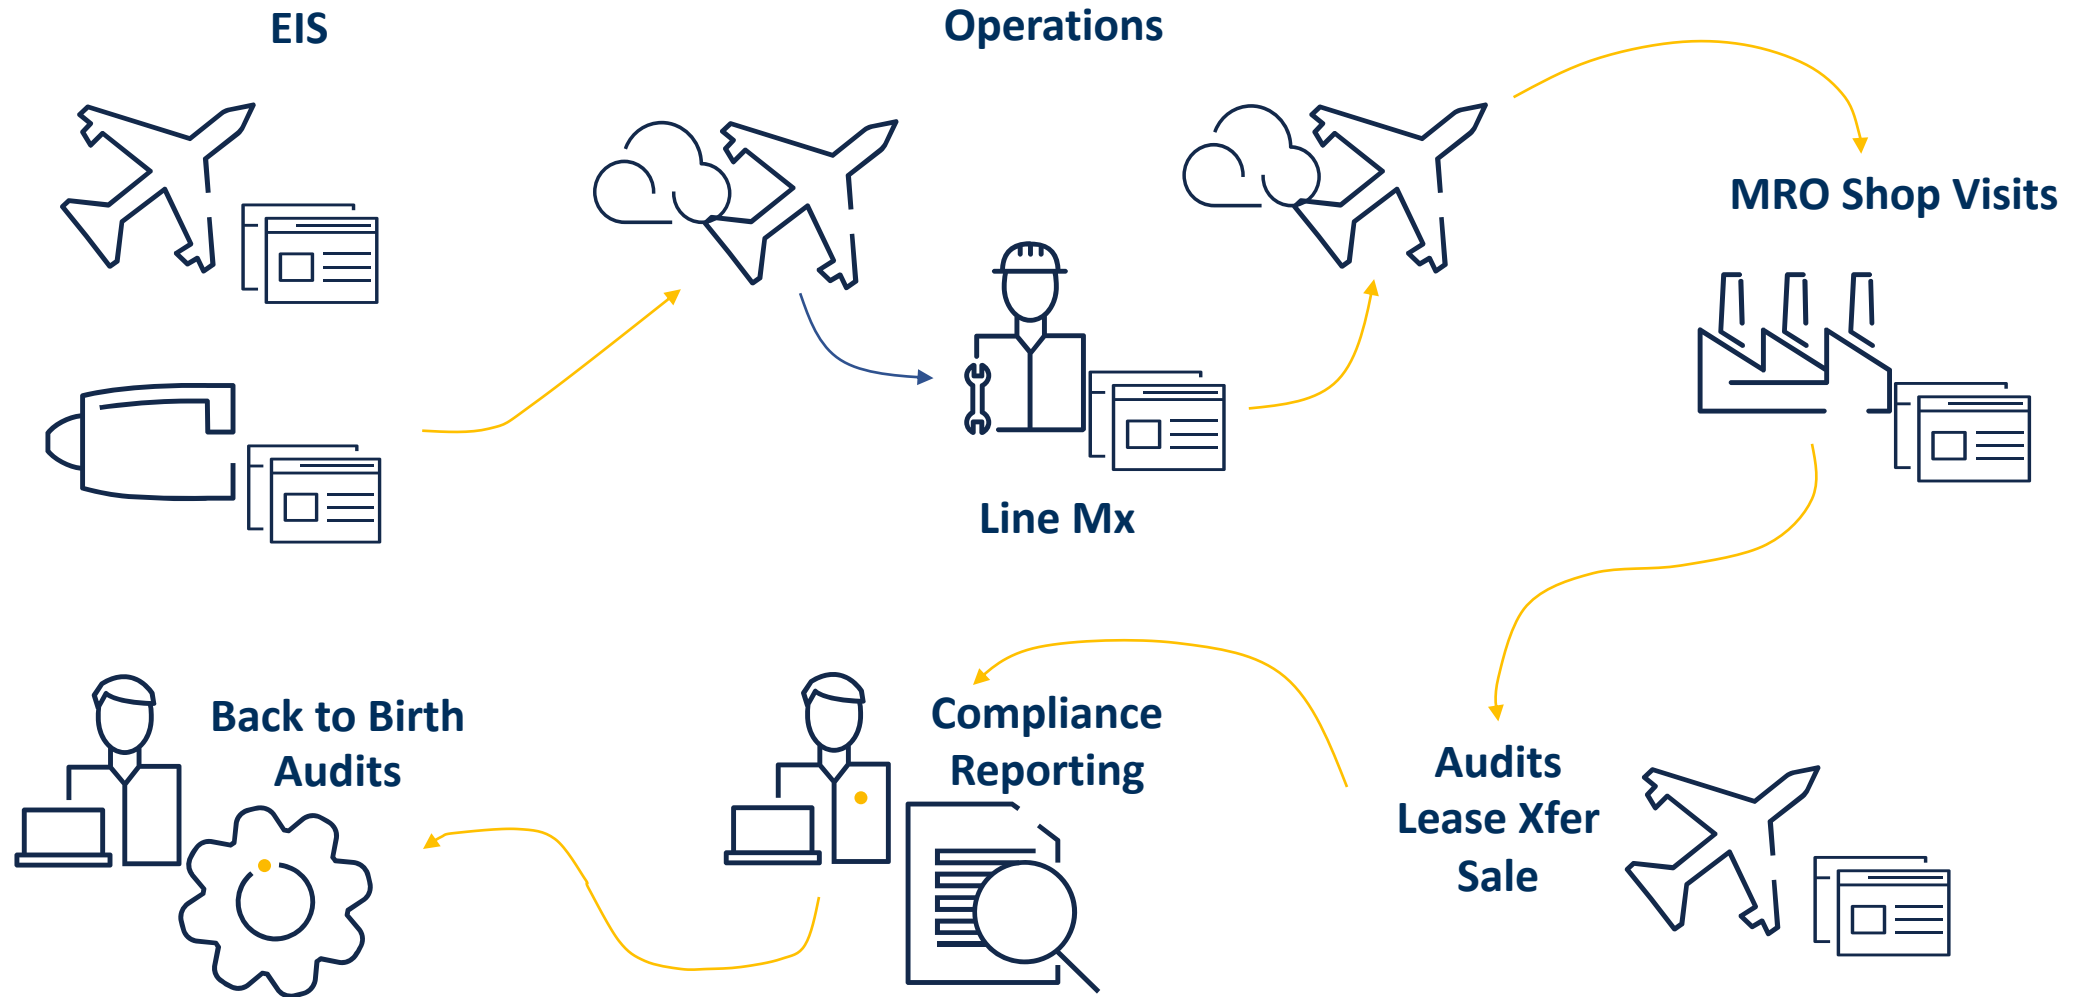 EIS
Operations
MRO Shop Visits
Line Mx
Back to Birth
Audits
Compliance
Reporting
Audits
Lease Xfer
Sale